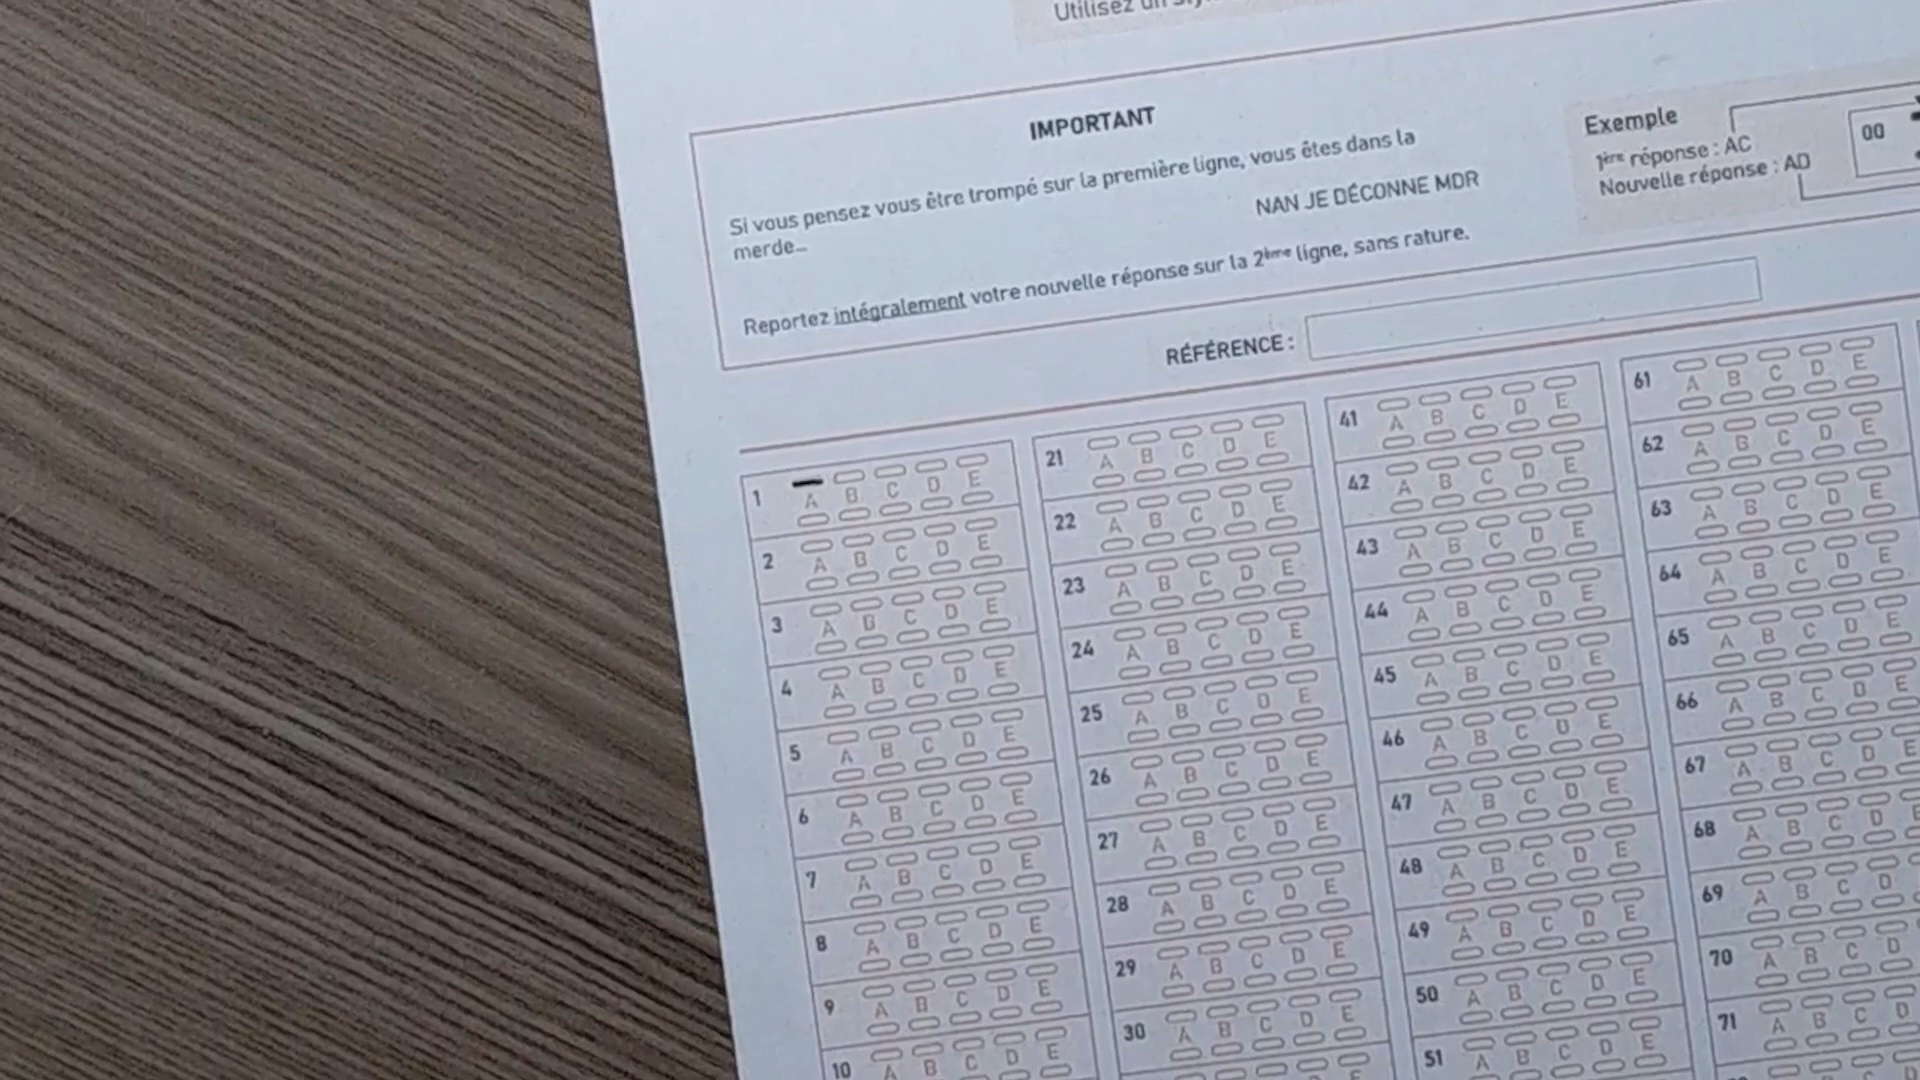 Utilisez un
IMPORTANT
Si vous pensez vous être trompé sur la première ligne, vous êtes dans la
merde...
NAN JE DÉCONNE MDR
Reportez intégralement votre nouvelle réponse sur la 2ème ligne, sans rature.
Exemple
1ère réponse : AC
Nouvelle réponse : AD
00
RÉFÉRENCE :
1 A B C D E
2 A B C D E
3 A B C D E
4 A B C D E
5 A B C D E
6 A B C D E
7 A B C D E
8 A B C D E
9 A B C D E
10 A B C D E
21 A B C D E
22 A B C D E
23 A B C D E
24 A B C D E
25 A B C D E
26 A B C D E
27 A B C D E
28 A B C D E
29 A B C D E
30 A B C D E
E
41 A B C D E
42 A B C D E
43 A B C D E
44 A B C D E
45 A B C D E
46 A B C D E
47 A B C D E
48 A B C D E
49 A B C D E
50 A B C D E
51 A B C D E
61 A B C D E
62 A B C D E
63 A B C D E
64 A B C D E
65 A B C D E
66 A B C D E
67 A B C D E
68 A B C D E
69 A B C D
70 A B C D
71 A B C D